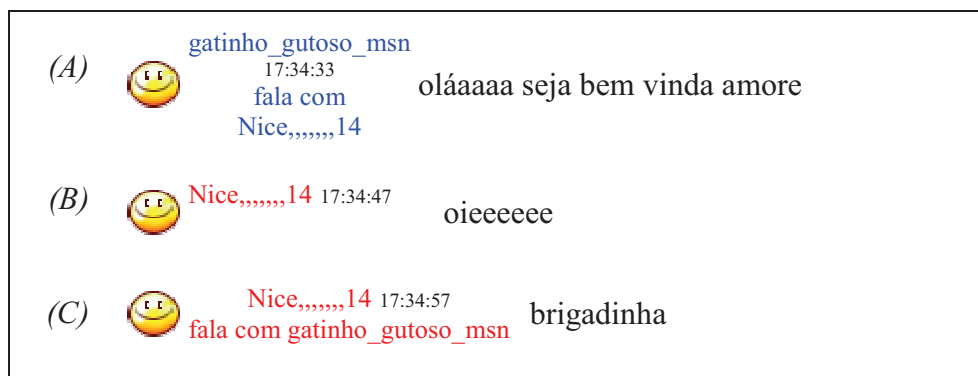 (A)
gatinho_gutoso_msn
17:34:33
fala com
Nice,,,,,,,14
oláaaaa seja bem vinda amore
(B)
Nice,,,,,,,14 17:34:47
oieeeeee
(C)
Nice,,,,,,,14 17:34:57
fala com gatinho_gutoso_msn
brigadinha